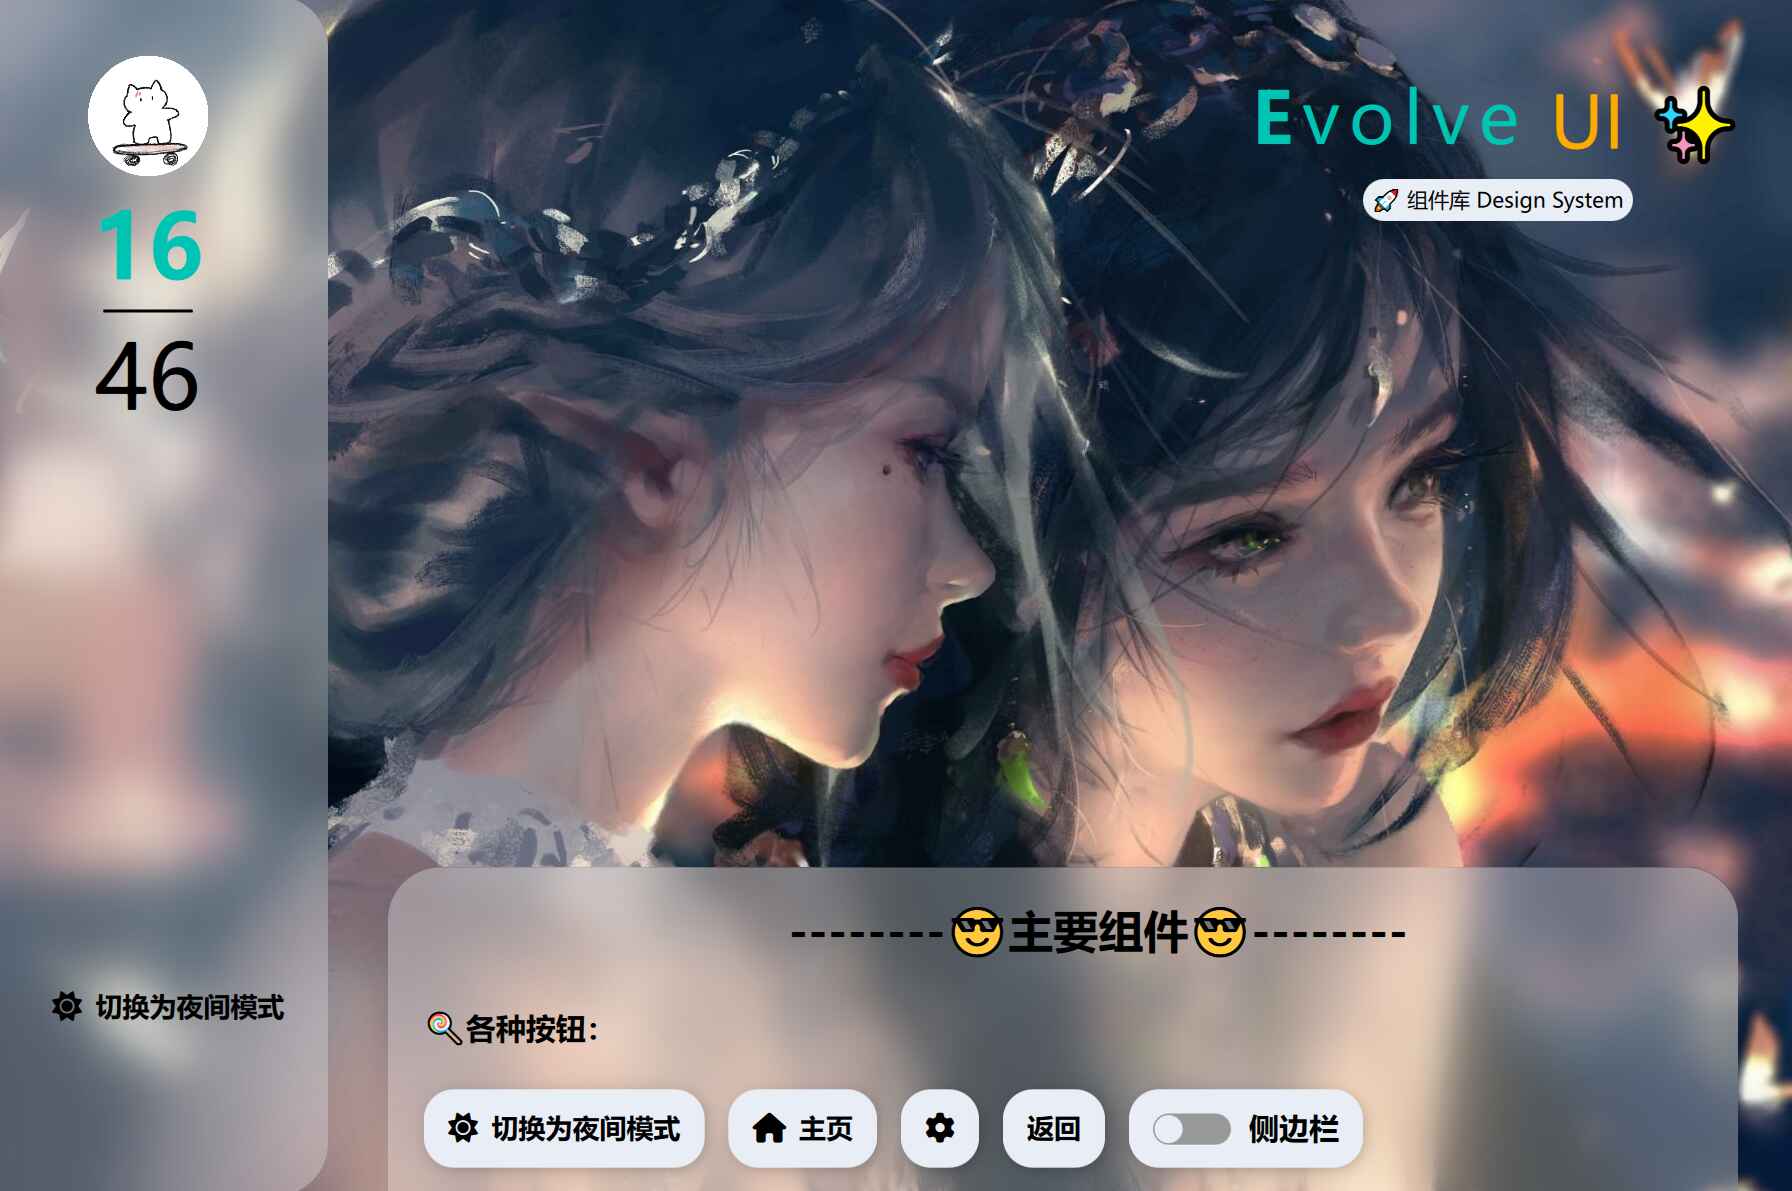 16
46
切换为夜间模式
Evolve UI
🚀 组件库 Design System
--------😎主要组件😎--------
🍭各种按钮：
切换为夜间模式
主页
返回
侧边栏